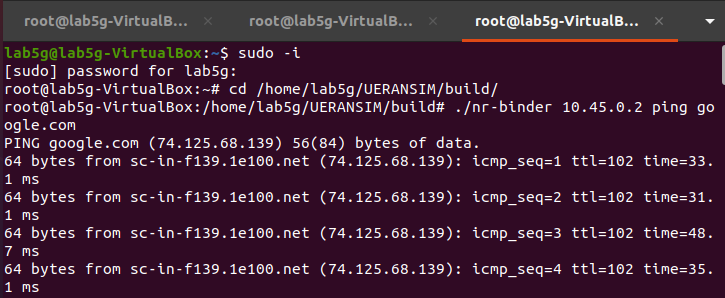 root@lab5g-VirtualB... × root@lab5g-VirtualB... × root@lab5g-VirtualB... ×
lab5g@lab5g-VirtualBox:~$ sudo -i
[sudo] password for lab5g:
root@lab5g-VirtualBox:~# cd /home/lab5g/UERANSIM/build/
root@lab5g-VirtualBox:/home/lab5g/UERANSIM/build# ./nr-binder 10.45.0.2 ping go
ogle.com
PING google.com (74.125.68.139) 56(84) bytes of data.
64 bytes from sc-in-f139.1e100.net (74.125.68.139): icmp_seq=1 ttl=102 time=33.
1 ms
64 bytes from sc-in-f139.1e100.net (74.125.68.139): icmp_seq=2 ttl=102 time=31.
1 ms
64 bytes from sc-in-f139.1e100.net (74.125.68.139): icmp_seq=3 ttl=102 time=48.
7 ms
64 bytes from sc-in-f139.1e100.net (74.125.68.139): icmp_seq=4 ttl=102 time=35.
1 ms